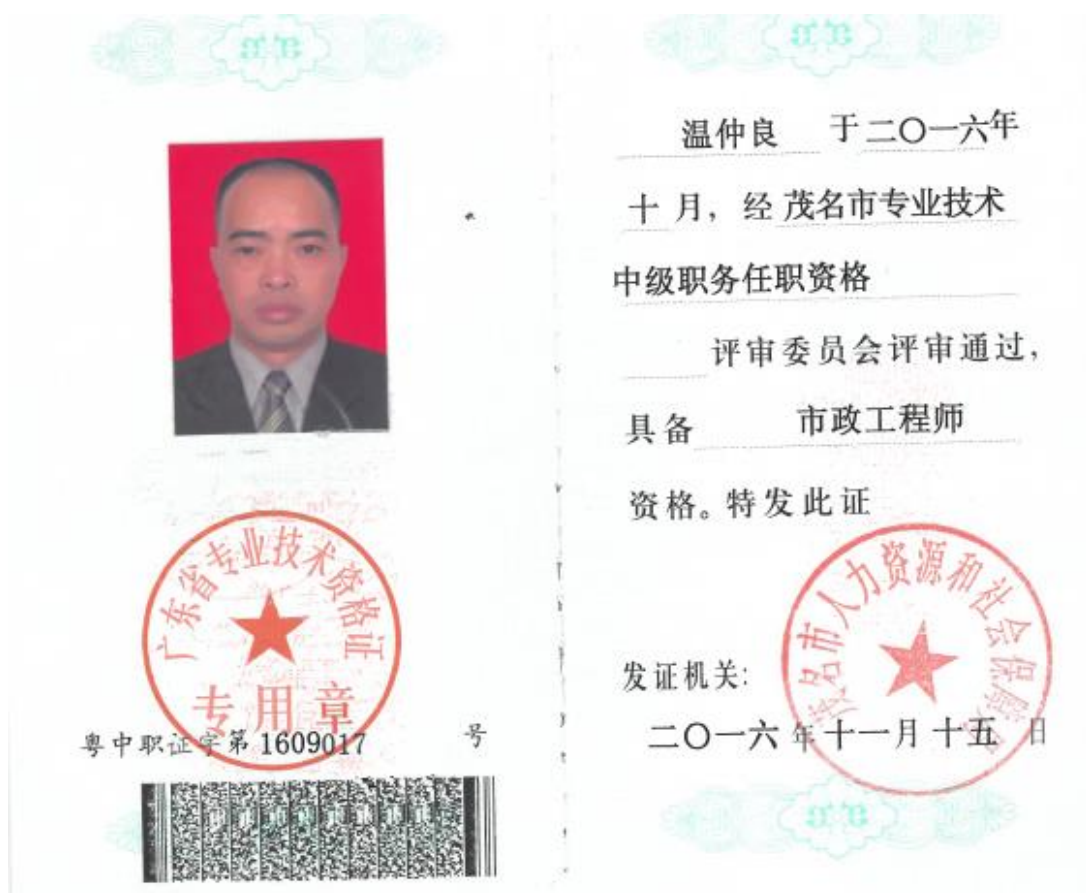 广东省专业技术资格证
专用章
粤中职证字第 1609017 号
温仲良 于二〇一六年
十月，经 茂名市专业技术
中级职务任职资格
评审委员会评审通过，
具备 市政工程师
资格。特发此证
茂名市人力资源和社会保障局
发证机关：
二〇一六 年 十一月 十五 日